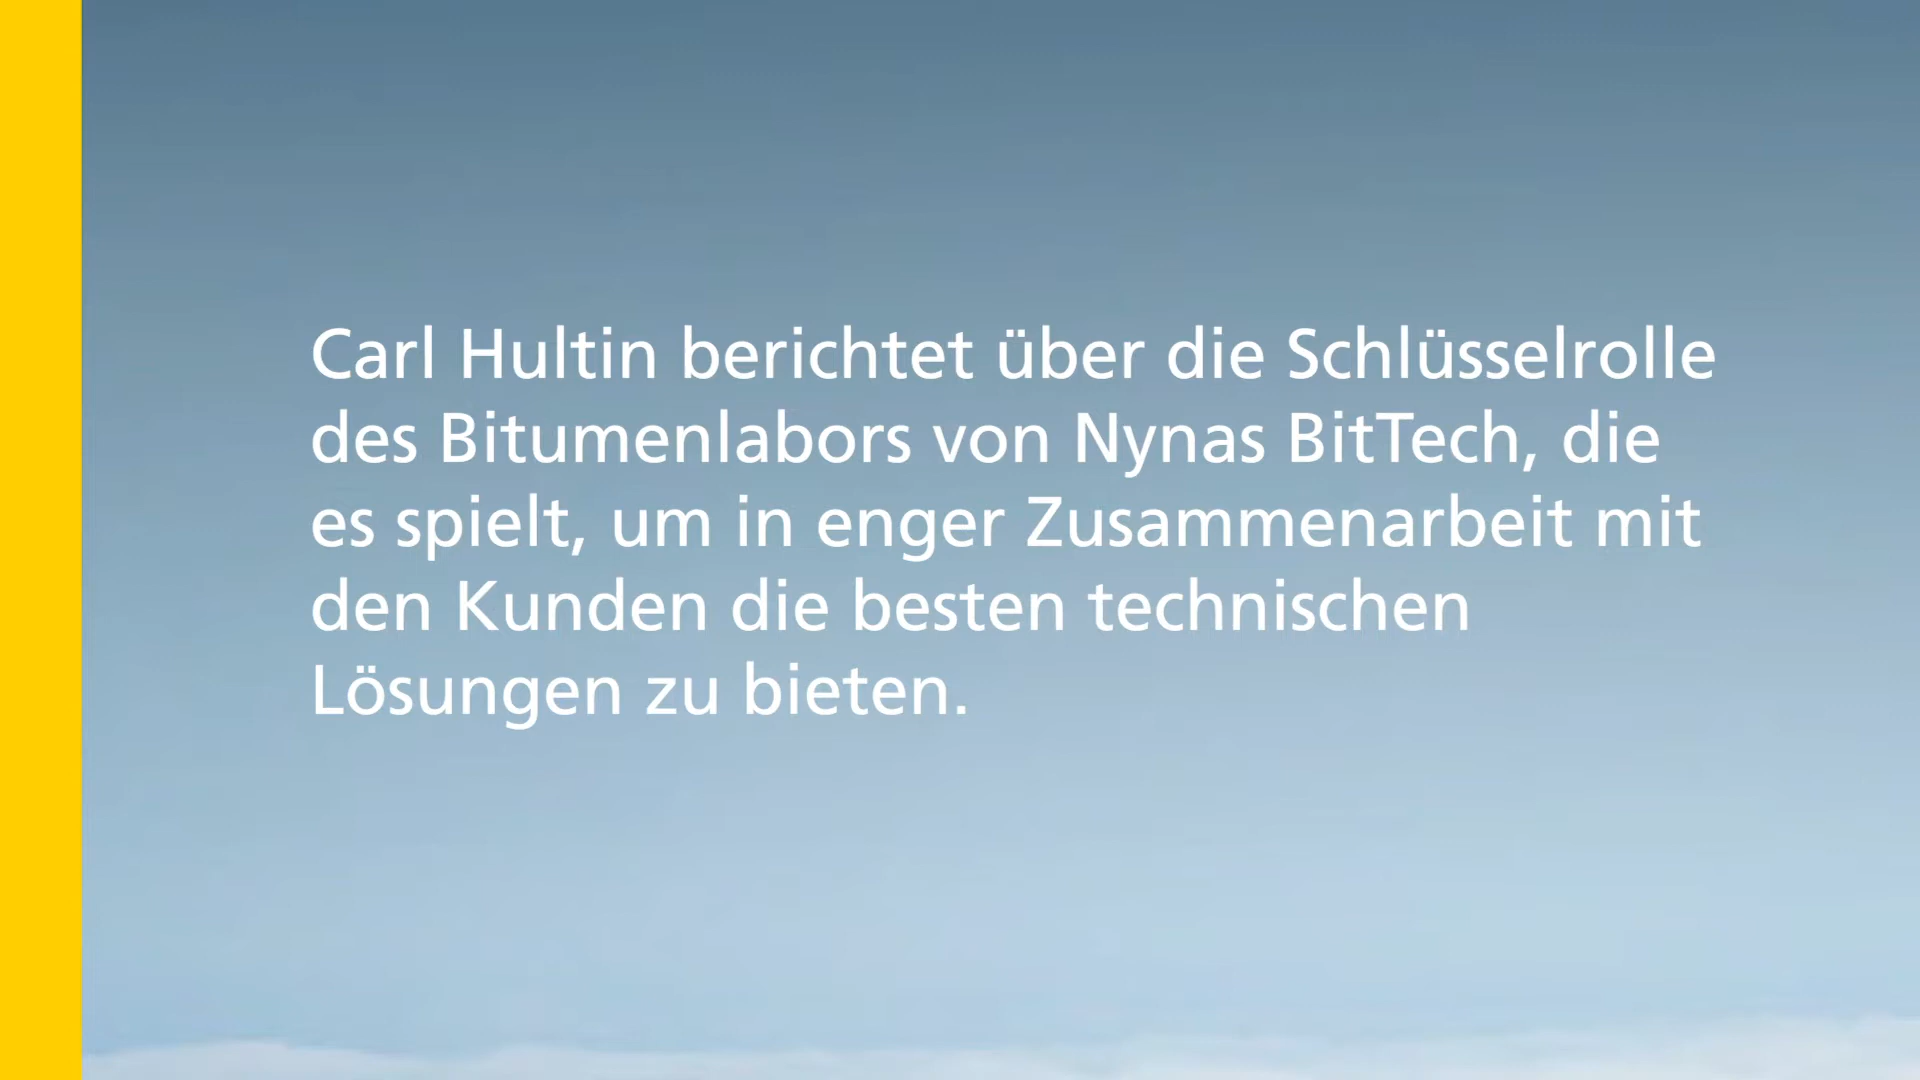 Carl Hultin berichtet über die Schlüsselrolle
des Bitumenlabors von Nynas BitTech, die
es spielt, um in enger Zusammenarbeit mit
den Kunden die besten technischen
Lösungen zu bieten.